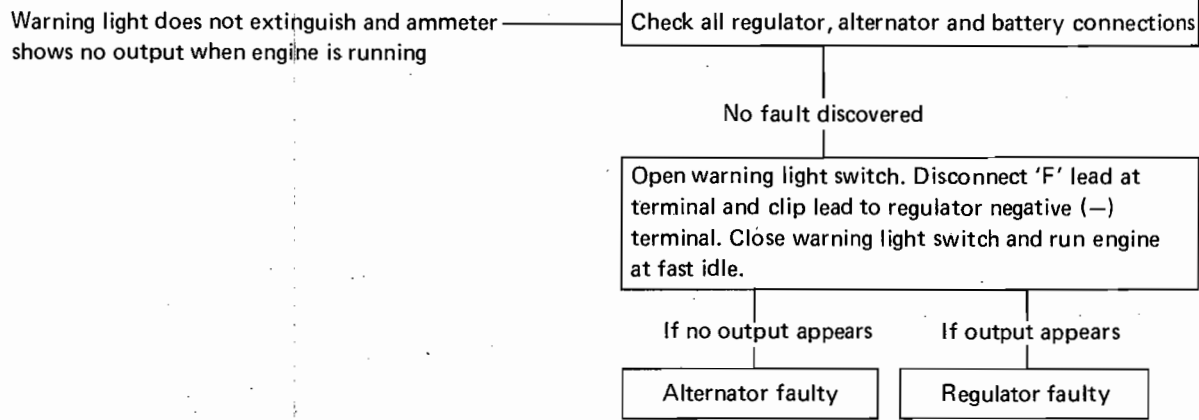 Warning light does not extinguish and ammeter
shows no output when engine is running
Check all regulator, alternator and battery connections
No fault discovered
Open warning light switch. Disconnect ‘F’ lead at
terminal and clip lead to regulator negative (—)
terminal. Close warning light switch and run engine
at fast idle.
If no output appears
If output appears
Alternator faulty
Regulator faulty